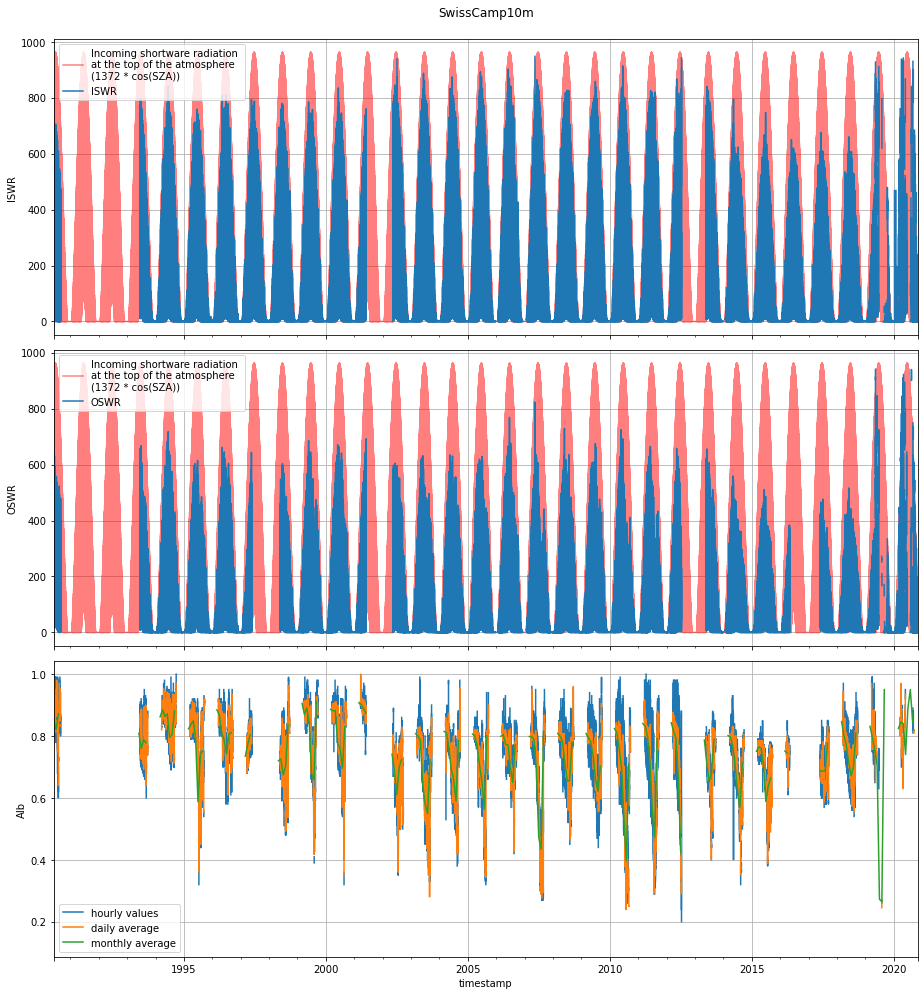 SwissCamp10m
1000
800
600
400
200
0
ISWR
Incoming shortware radiation
at the top of the atmosphere
(1372 * cos(SZA))
ISWR
1000
800
600
400
200
0
OSWR
Incoming shortware radiation
at the top of the atmosphere
(1372 * cos(SZA))
OSWR
1.0
0.8
0.6
0.4
0.2
Alb
hourly values
daily average
monthly average
1995 2000 2005 2010 2015 2020
timestamp